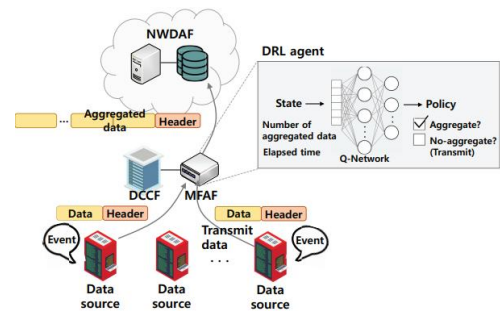 NWDAF
DRL agent
State
Policy
Number of
aggregated data
Elapsed time
Q-Network
Aggregate?
No-aggregate?
(Transmit)
... Aggregated Header
data
DCCF
MFAF
Data Header
Data Header
Transmit
data
Event
Event
...
Data
source
Data
source
Data
source